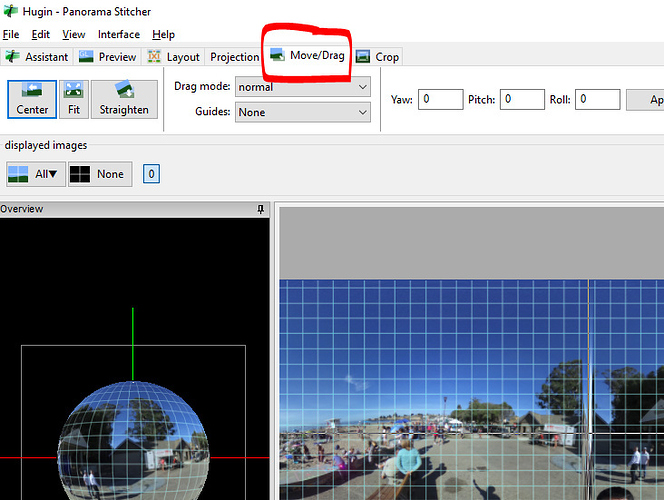 Hugin - Panorama Stitcher
File Edit View Interface Help
Assistant Preview Layout Projection Move/Drag Crop
Center Fit Straighten
Drag mode: normal
Guides: None
Yaw: 0 Pitch: 0 Roll: 0 Ap
displayed images
All▼ None 0
Overview